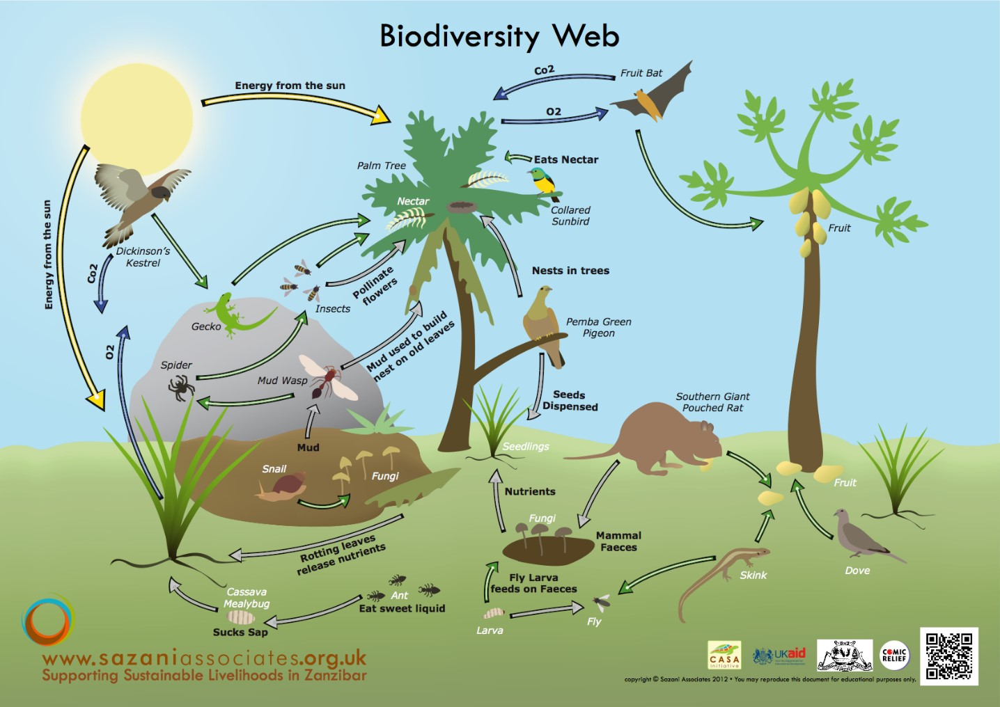 Biodiversity Web
Energy from the sun
Co2
Fruit Bat
O2
Palm Tree
Eats Nectar
Nectar
Collared
Sunbird
Fruit
Energy from the sun
Dickinson's
Kestrel
Co2
Nests in trees
Pollinate
flowers
Insects
Gecko
Pemba Green
Pigeon
Mud used to build
nest on old leaves
O2
Spider
Mud Wasp
Seeds
Dispensed
Southern Giant
Pouched Rat
Mud
Seedlings
Snail
Fungi
Fruit
Nutrients
Fungi
Mammal
Faeces
Rotting leaves
release nutrients
Fly Larva
feeds on Faeces
Skink
Dove
Cassava
Mealybug
Ant
Eat sweet liquid
Sucks Sap
Larva
Fly
www.sazaniassociates.org.uk
Supporting Sustainable Livelihoods in Zanzibar
CASA
initiative
UKaid
COMIC
RELIEF
copyright © Sazani Associates 2012 • You may reproduce this document for educational purposes only.